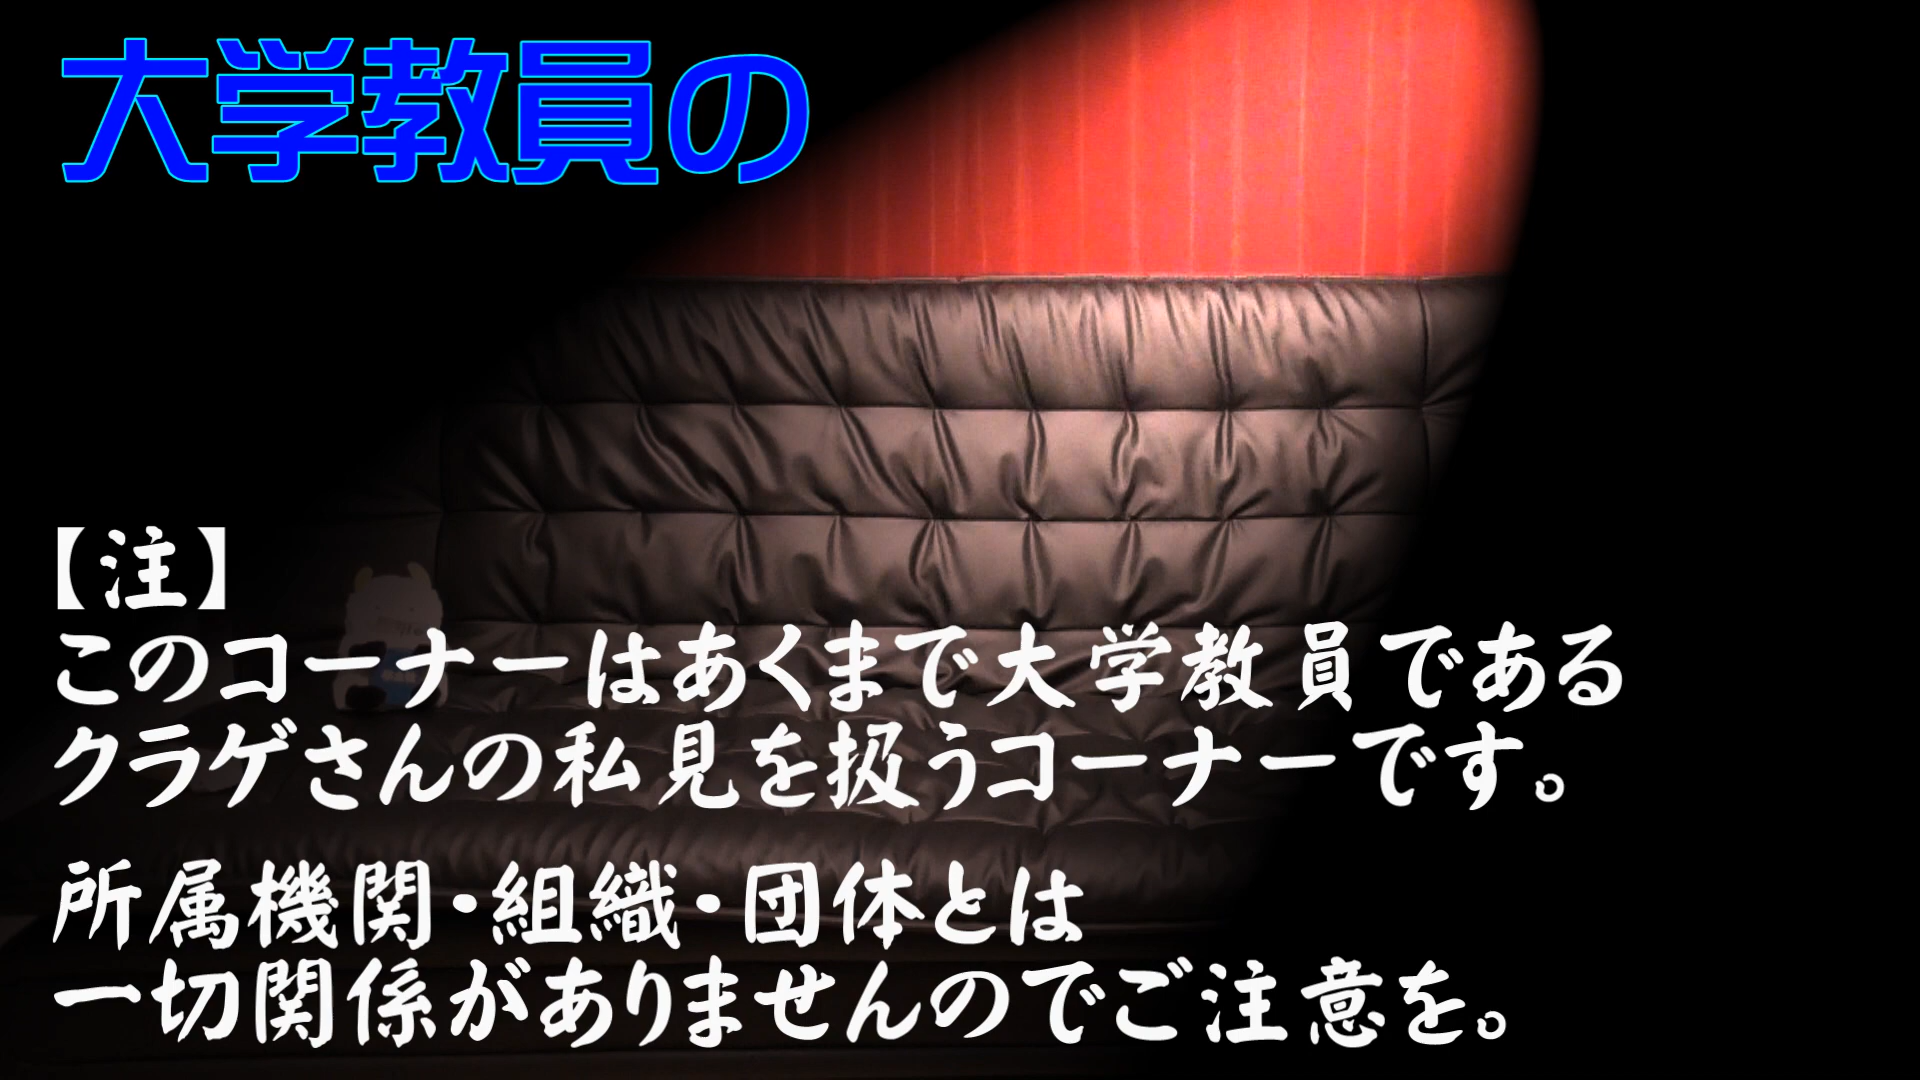 大学教員の
【注】
このコーナーはあくまで大学教員である
クラゲさんの私見を扱うコーナーです。
所属機関・組織・団体とは
一切関係がありませんのでご注意を。